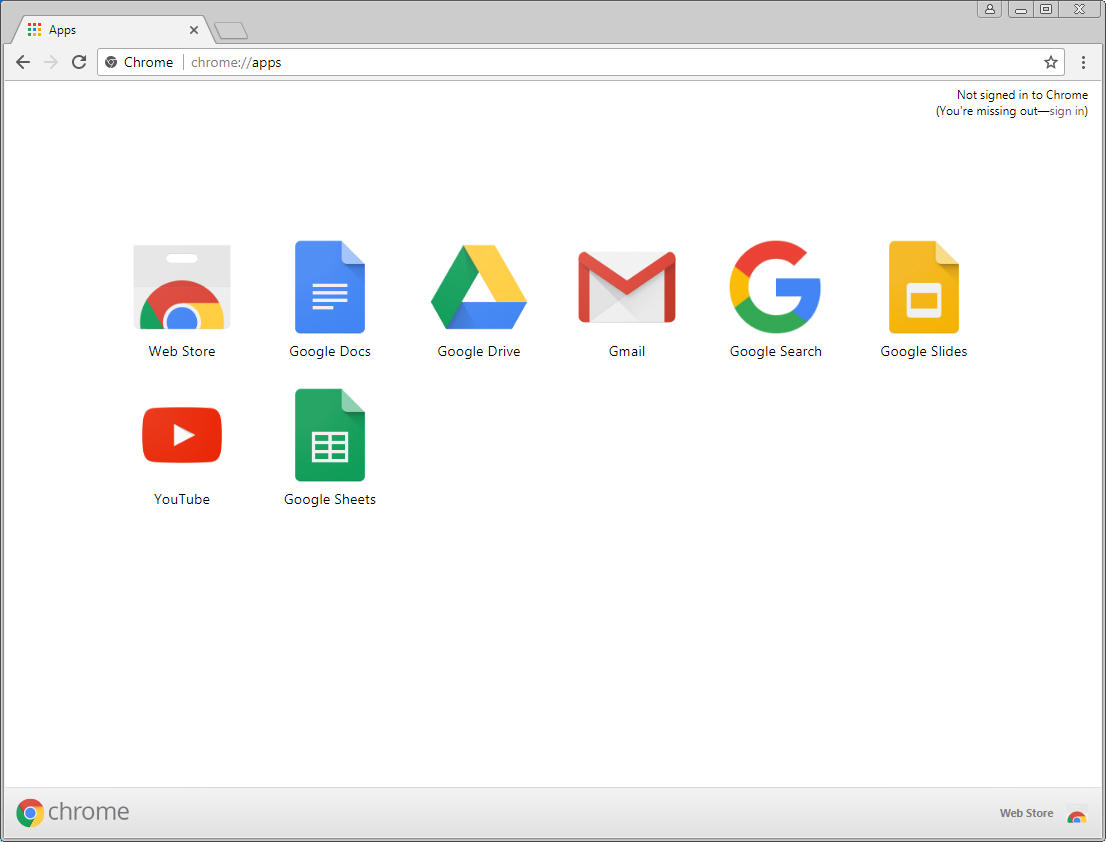 Apps
Chrome chrome://apps
Not signed in to Chrome
(You're missing out—sign in)
Web Store
Google Docs
Google Drive
Gmail
Google Search
Google Slides
YouTube
Google Sheets
chrome
Web Store